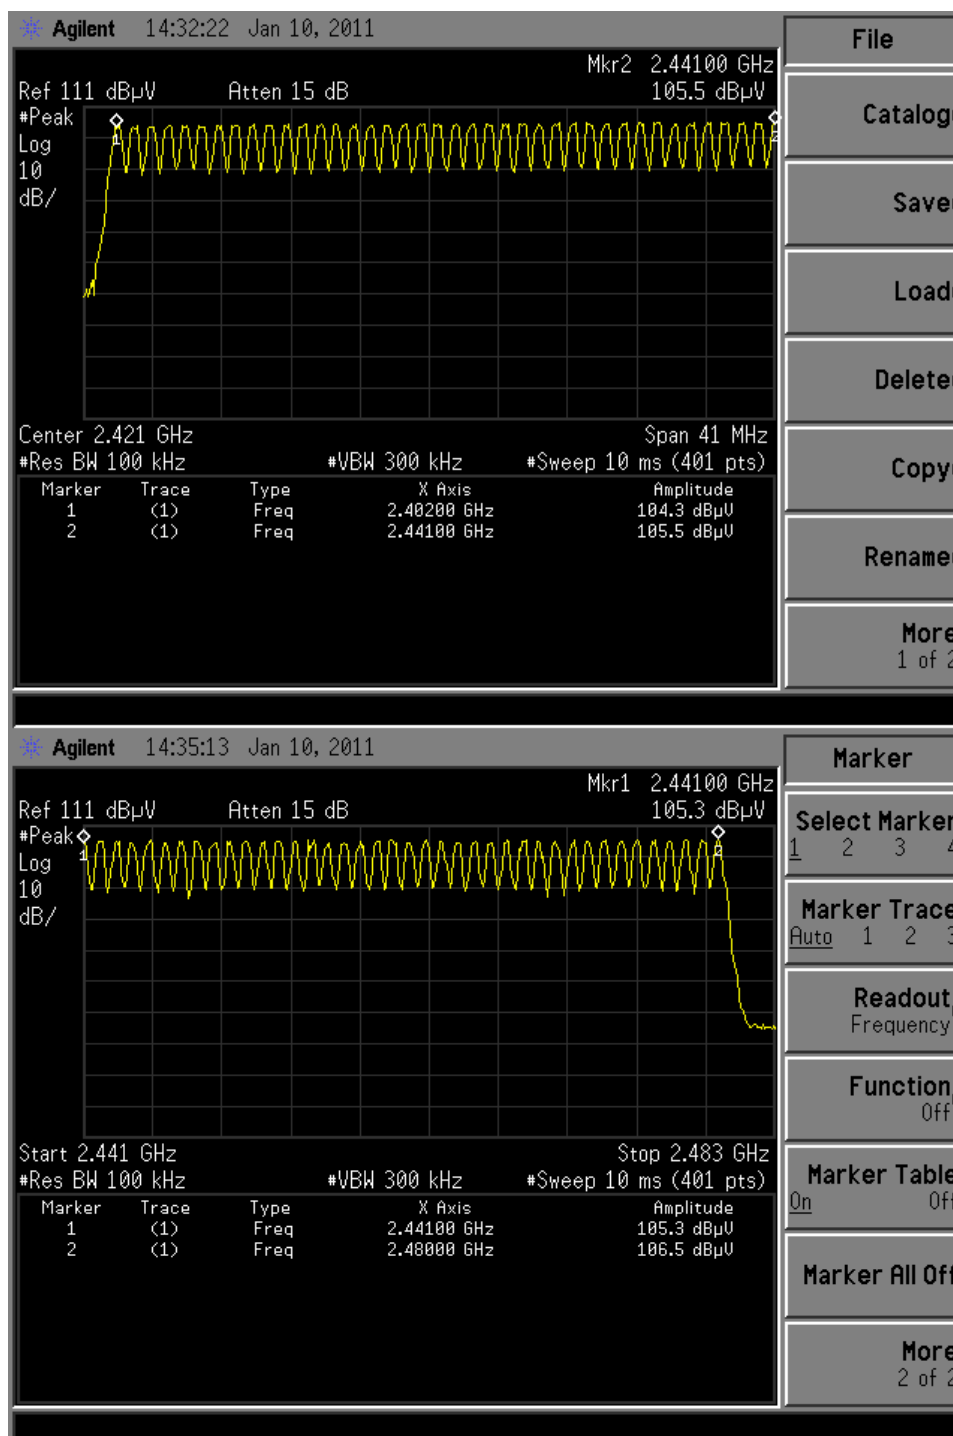 Agilent 14:32:22 Jan 10, 2011
File
Mkr2 2.44100 GHz
Ref 111 dBµV Atten 15 dB 105.5 dBµV
#Peak
Log
10
dB/
1
2
Center 2.421 GHz Span 41 MHz
#Res BW 100 kHz #VBW 300 kHz #Sweep 10 ms (401 pts)
Marker Trace Type X Axis Amplitude
1 (1) Freq 2.40200 GHz 104.3 dBµV
2 (1) Freq 2.44100 GHz 105.5 dBµV
Catalog
Save
Load
Delete
Copy
Rename
More
1 of 2
Agilent 14:35:13 Jan 10, 2011
Marker
Mkr1 2.44100 GHz
Ref 111 dBµV Atten 15 dB 105.3 dBµV
#Peak
Log
10
dB/
1
2
Start 2.441 GHz Stop 2.483 GHz
#Res BW 100 kHz #VBW 300 kHz #Sweep 10 ms (401 pts)
Marker Trace Type X Axis Amplitude
1 (1) Freq 2.44100 GHz 105.3 dBµV
2 (1) Freq 2.48000 GHz 106.5 dBµV
Select Marker
1 2 3 4
Marker Trace
Auto 1 2 3
Readout
Frequency
Function
Off
Marker Table
On Off
Marker All Off
More
2 of 2